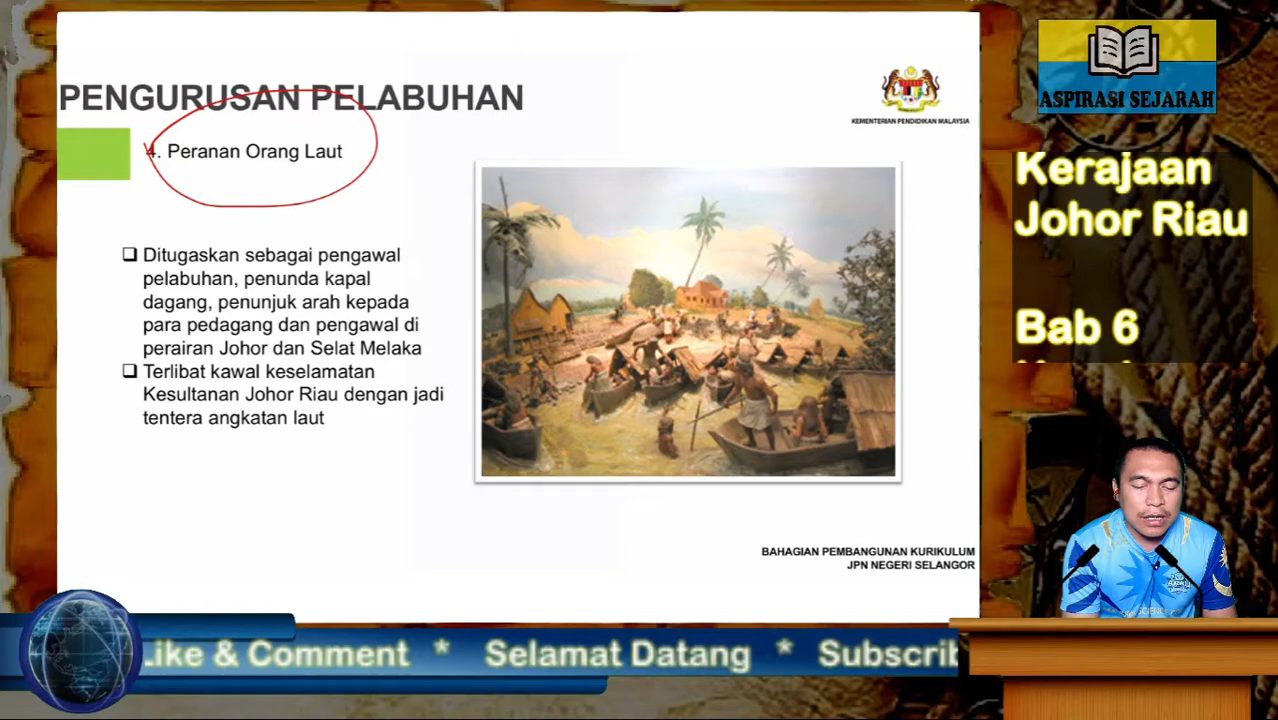 PENGURUSAN PELABUHAN
KEMENTERIAN PENDIDIKAN MALAYSIA
4. Peranan Orang Laut
Ditugaskan sebagai pengawal
pelabuhan, penunda kapal
dagang, penunjuk arah kepada
para pedagang dan pengawal di
perairan Johor dan Selat Melaka
Terlibat kawal keselamatan
Kesultanan Johor Riau dengan jadi
tentera angkatan laut
BAHAGIAN PEMBANGUNAN KURIKULUM
JPN NEGERI SELANGOR
ASPIRASI SEJARAH
Kerajaan
Johor Riau
Bab 6
Like & Comment * Selamat Datang * Subscrib